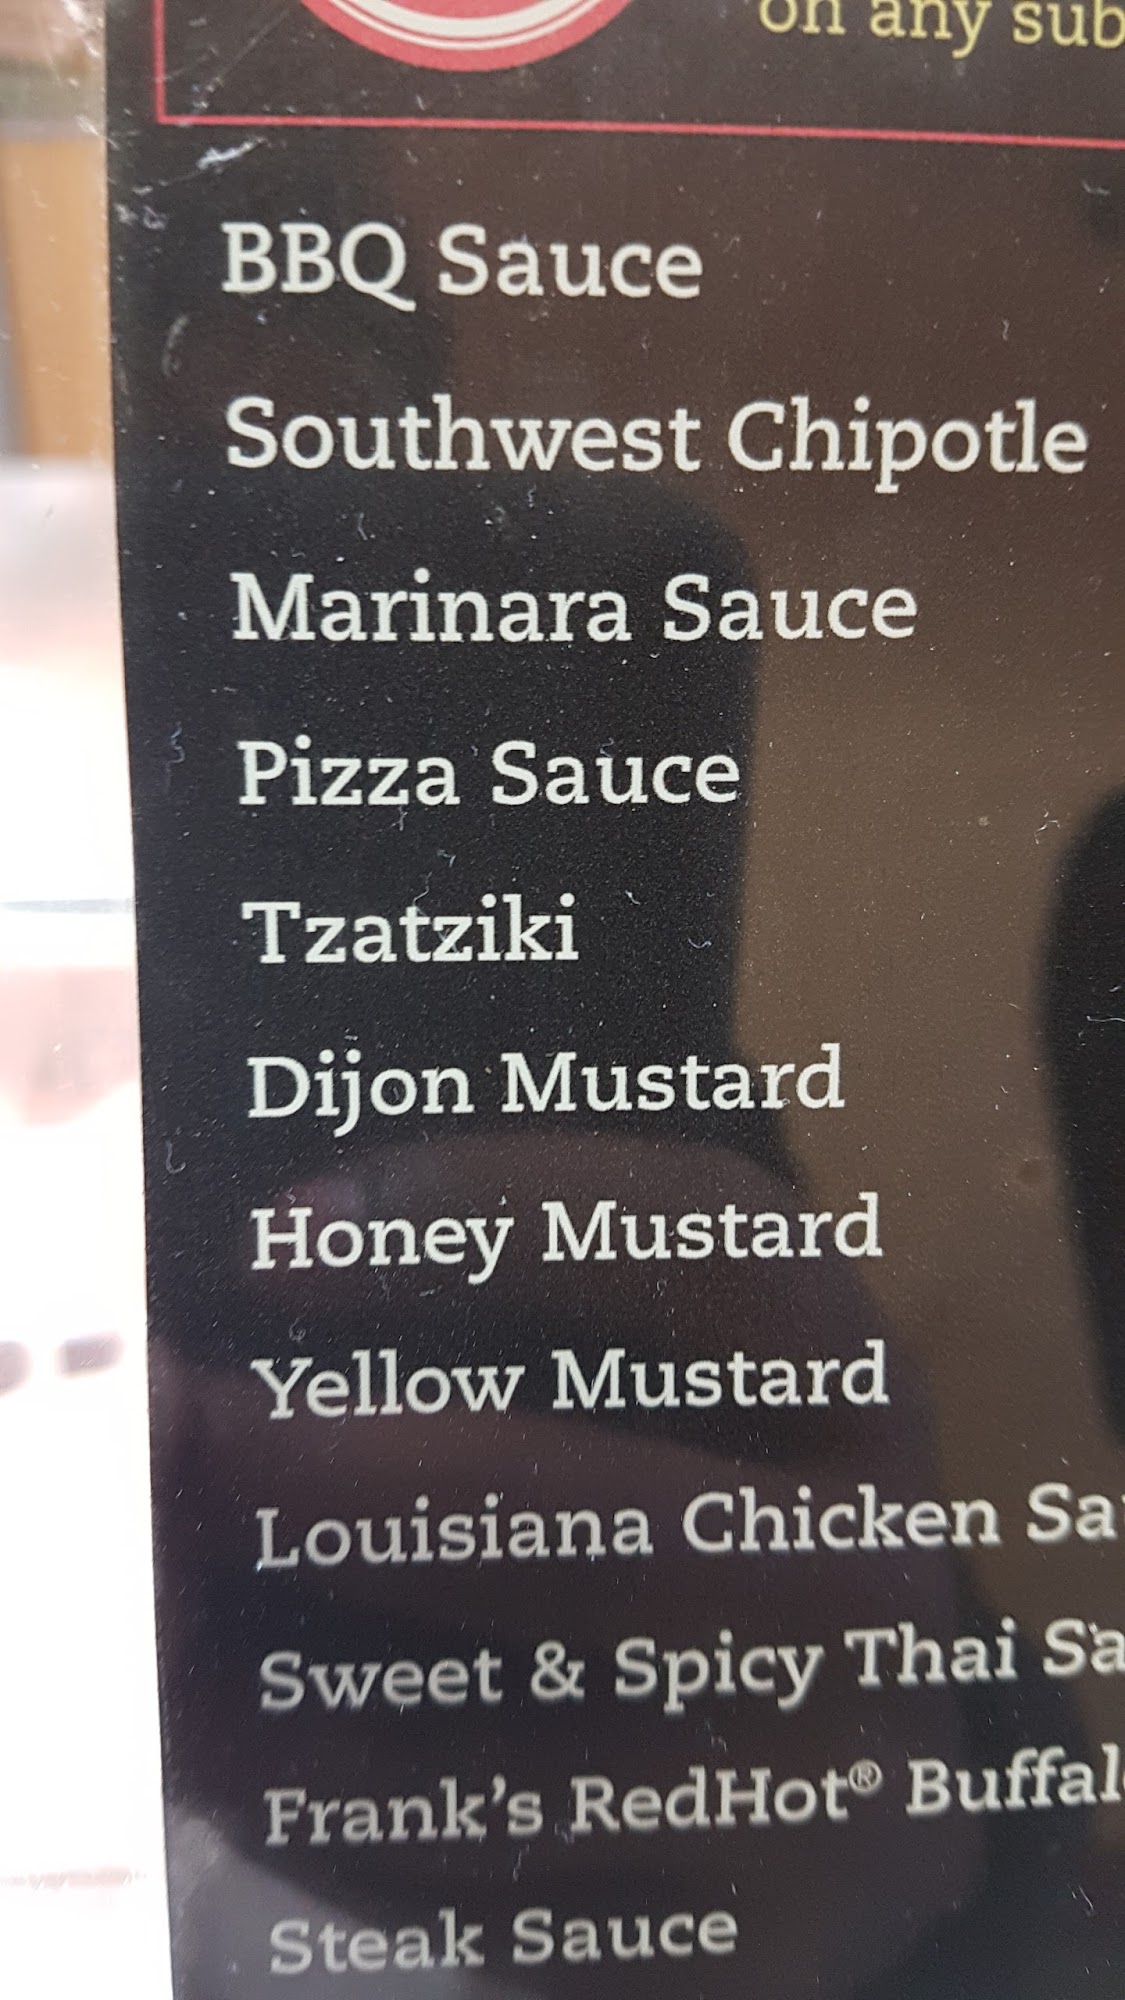 on any sub
BBQ Sauce
Southwest Chipotle
Marinara Sauce
Pizza Sauce
Tzatziki
Dijon Mustard
Honey Mustard
Yellow Mustard
Louisiana Chicken
Sweet & Spicy Thai
Frank's RedHot®
Steak Sauce